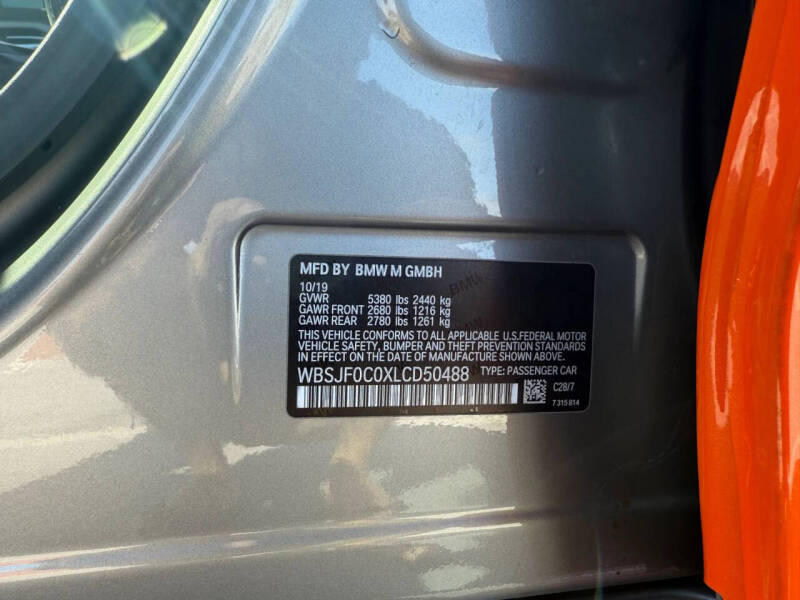 MFD BY BMW M GMBH
10/19
GVWR 5380 lbs 2440 kg
GAWR FRONT 2680 lbs 1216 kg
GAWR REAR 2780 lbs 1261 kg
THIS VEHICLE CONFORMS TO ALL APPLICABLE U.S.FEDERAL MOTOR
VEHICLE SAFETY, BUMPER AND THEFT PREVENTION STANDARDS
IN EFFECT ON THE DATE OF MANUFACTURE SHOWN ABOVE.
WBSJF0C0XLCD50488 TYPE: PASSENGER CAR
C28/7
7 315 814
BMW